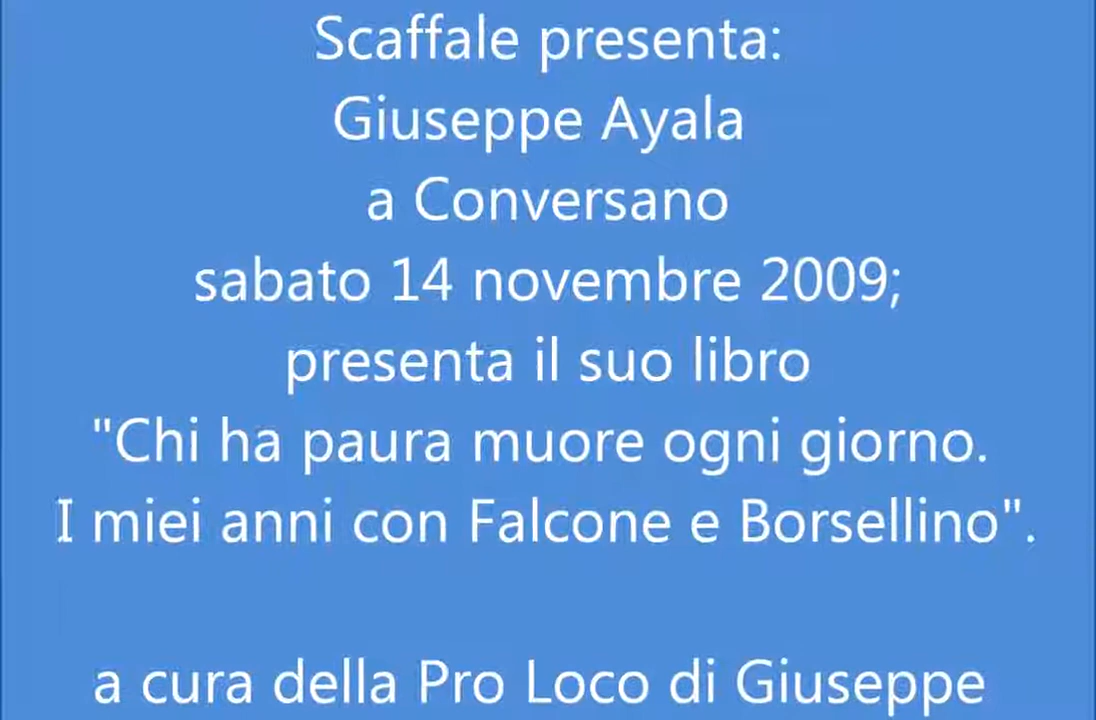 Scaffale presenta:
Giuseppe Ayala
a Conversano
sabato 14 novembre 2009;
presenta il suo libro
"Chi ha paura muore ogni giorno.
I miei anni con Falcone e Borsellino".
a cura della Pro Loco di Giuseppe